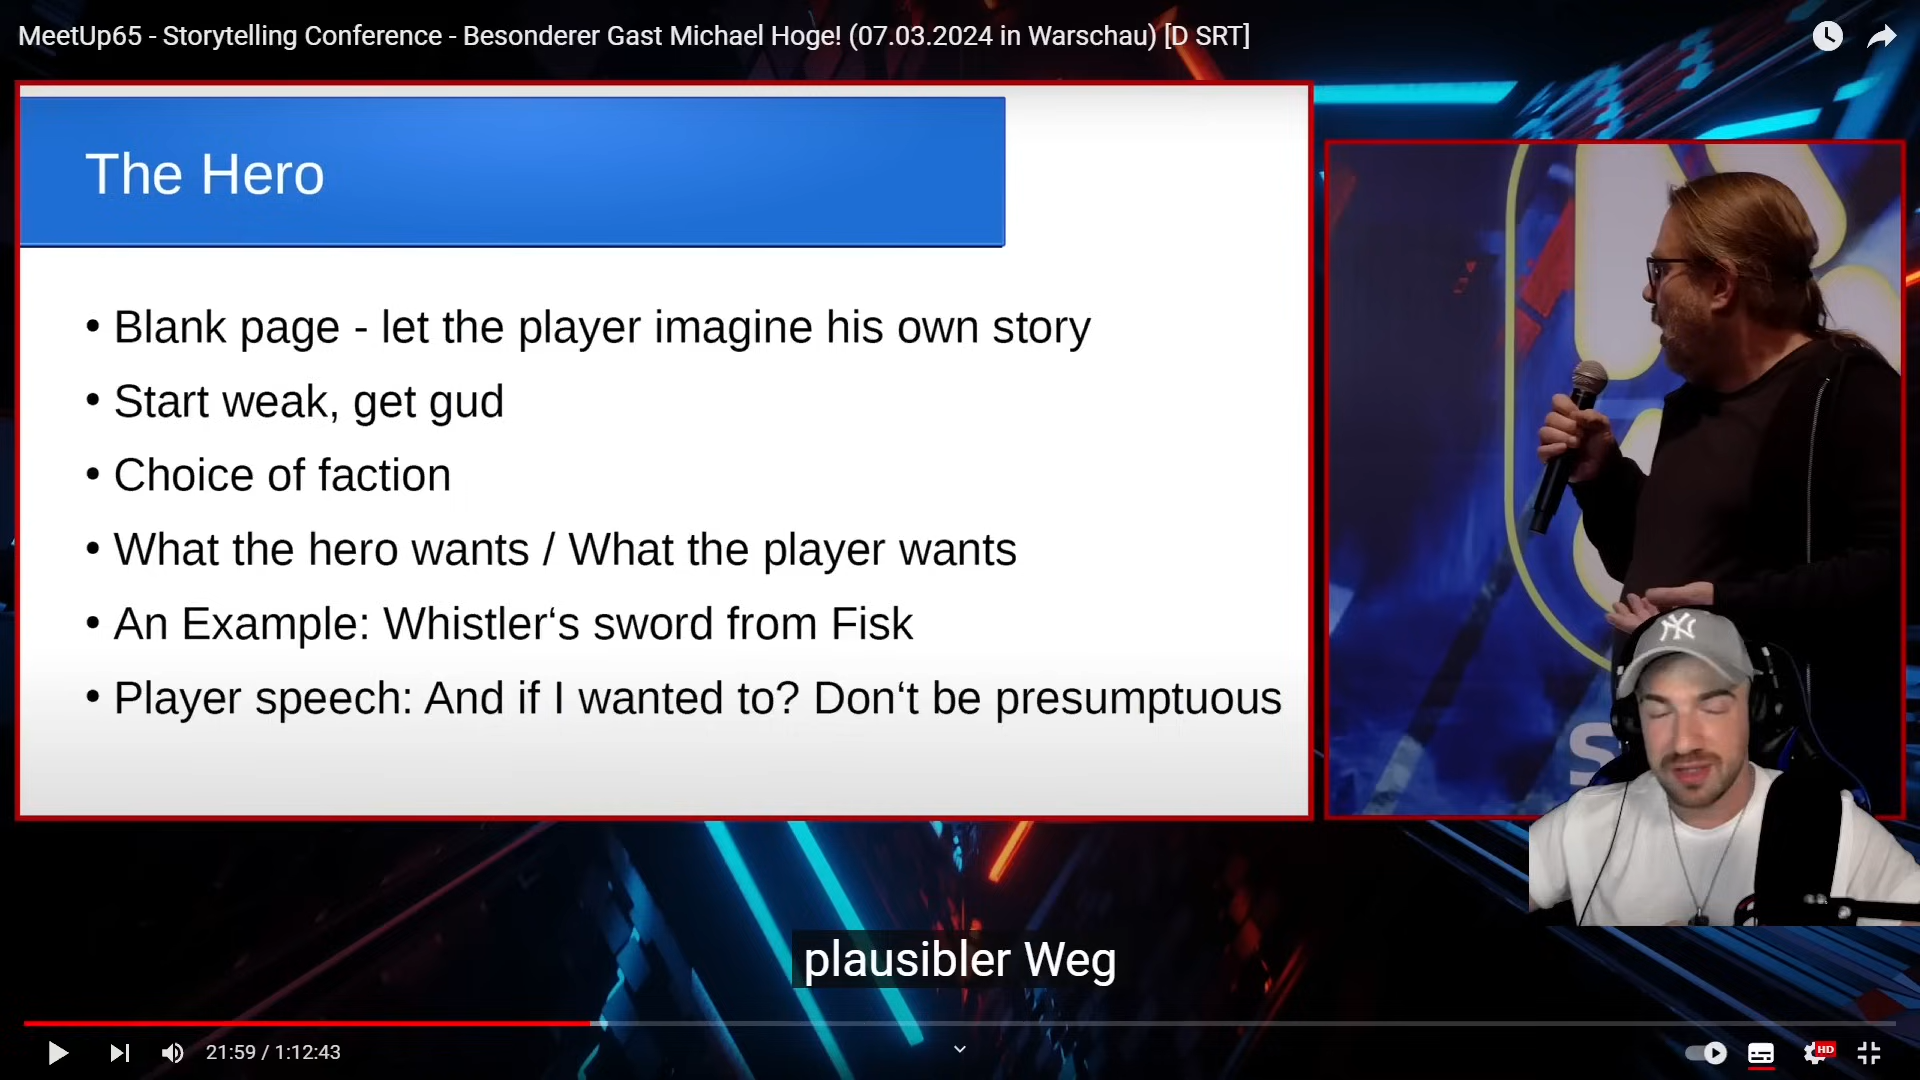 MeetUp65 - Storytelling Conference - Besonderer Gast Michael Hoge! (07.03.2024 in Warschau) [D SRT]
The Hero
• Blank page - let the player imagine his own story
• Start weak, get gud
• Choice of faction
• What the hero wants / What the player wants
• An Example: Whistler‘s sword from Fisk
• Player speech: And if I wanted to? Don‘t be presumptuous
S
NY
plausibler Weg
21:59 / 1:12:43
HD